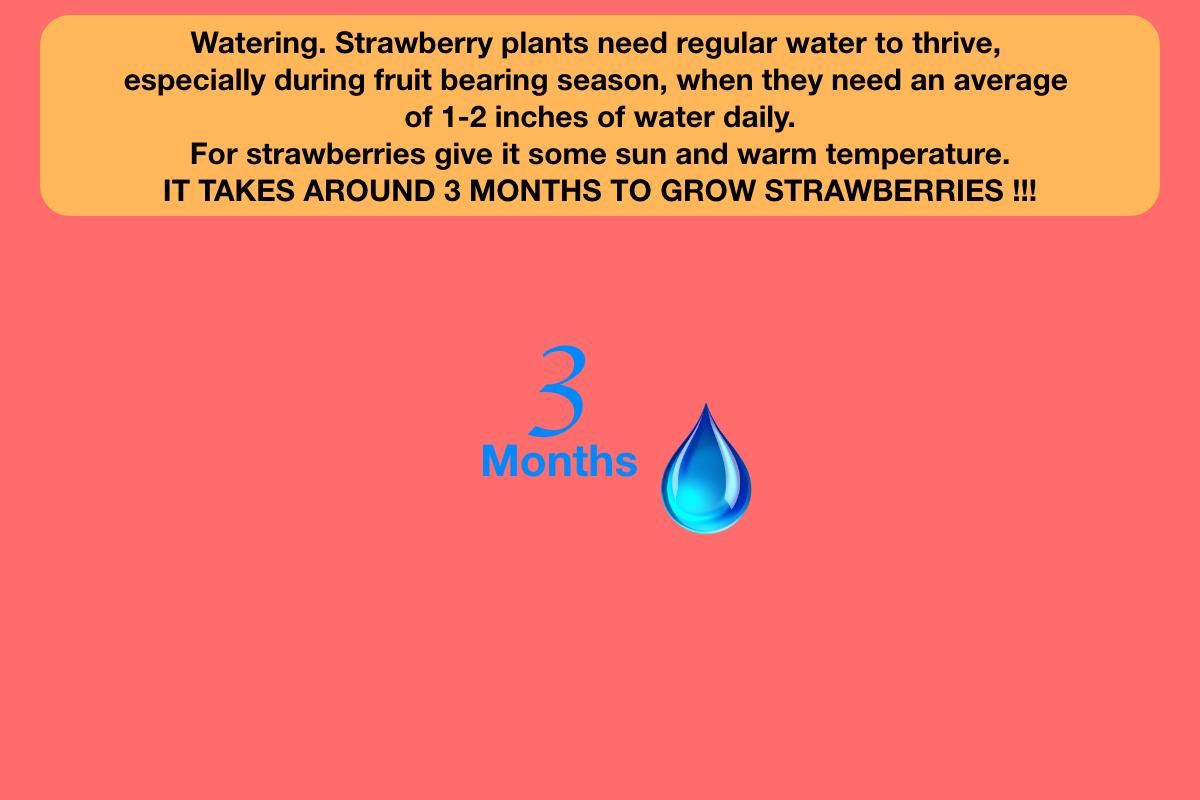 Watering. Strawberry plants need regular water to thrive,
especially during fruit bearing season, when they need an average
of 1-2 inches of water daily.
For strawberries give it some sun and warm temperature.
IT TAKES AROUND 3 MONTHS TO GROW STRAWBERRIES !!!
3
Months